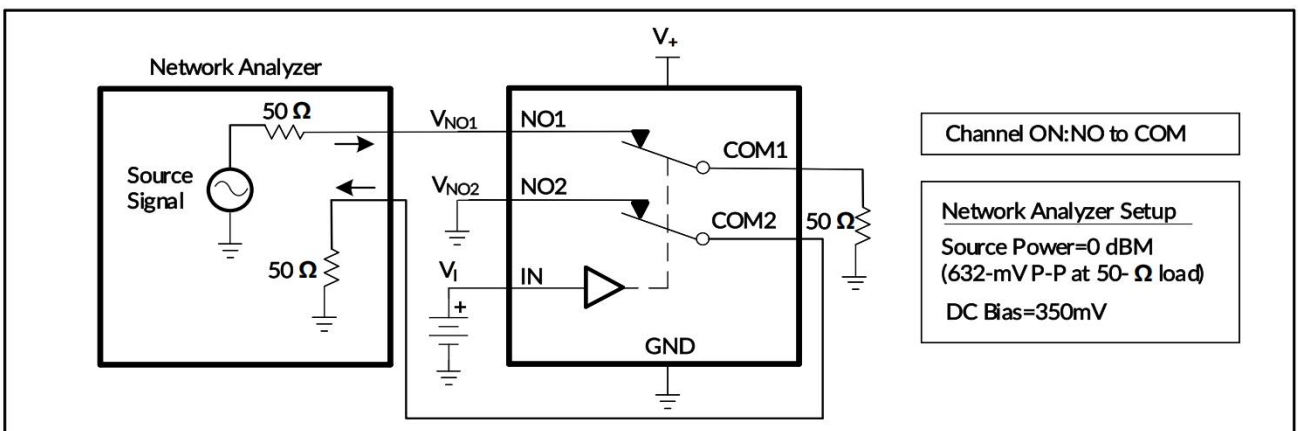 Network Analyzer
50 Ω
Source
Signal
50 Ω
V+
VNO1
NO1
COM1
VNO2
NO2
COM2
50 Ω
VI
+
IN
GND
Channel ON:NO to COM
Network Analyzer Setup
Source Power=0 dBM
(632-mV P-P at 50- Ω load)
DC Bias=350mV